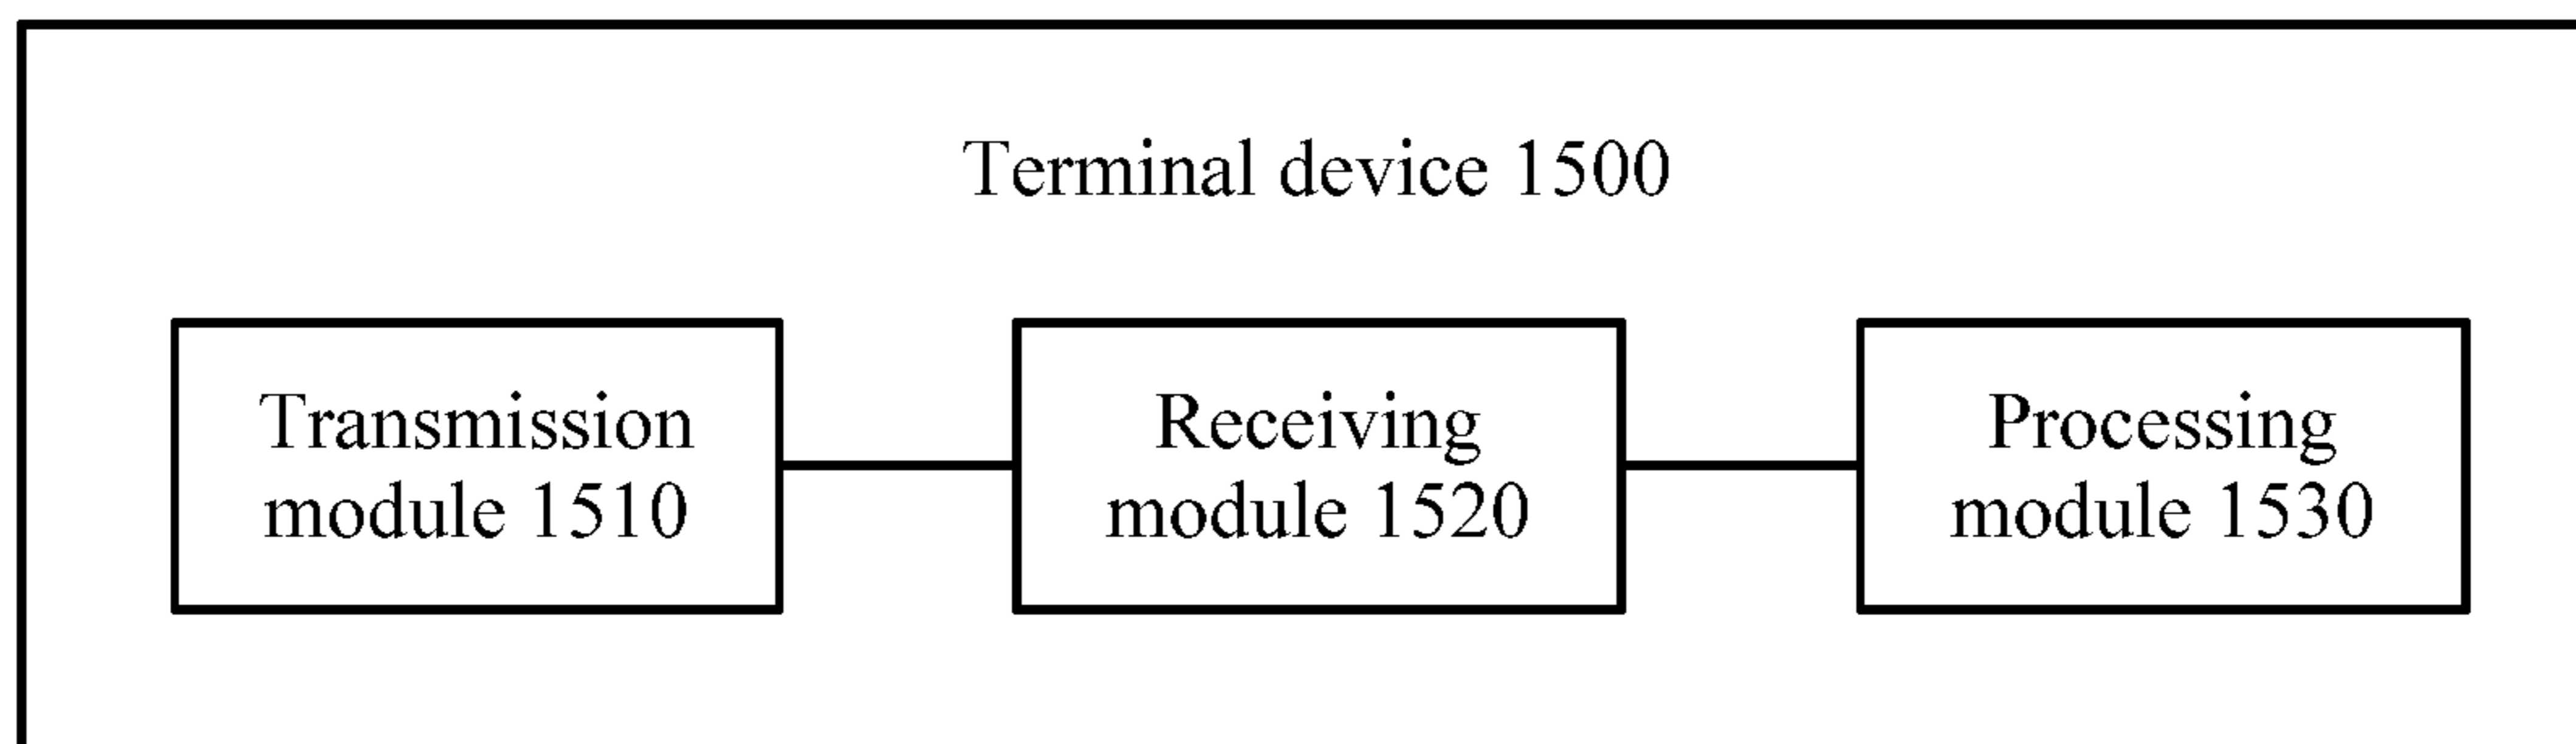 Terminal device 1500
Transmission
module 1510
Receiving
module 1520
Processing
module 1530